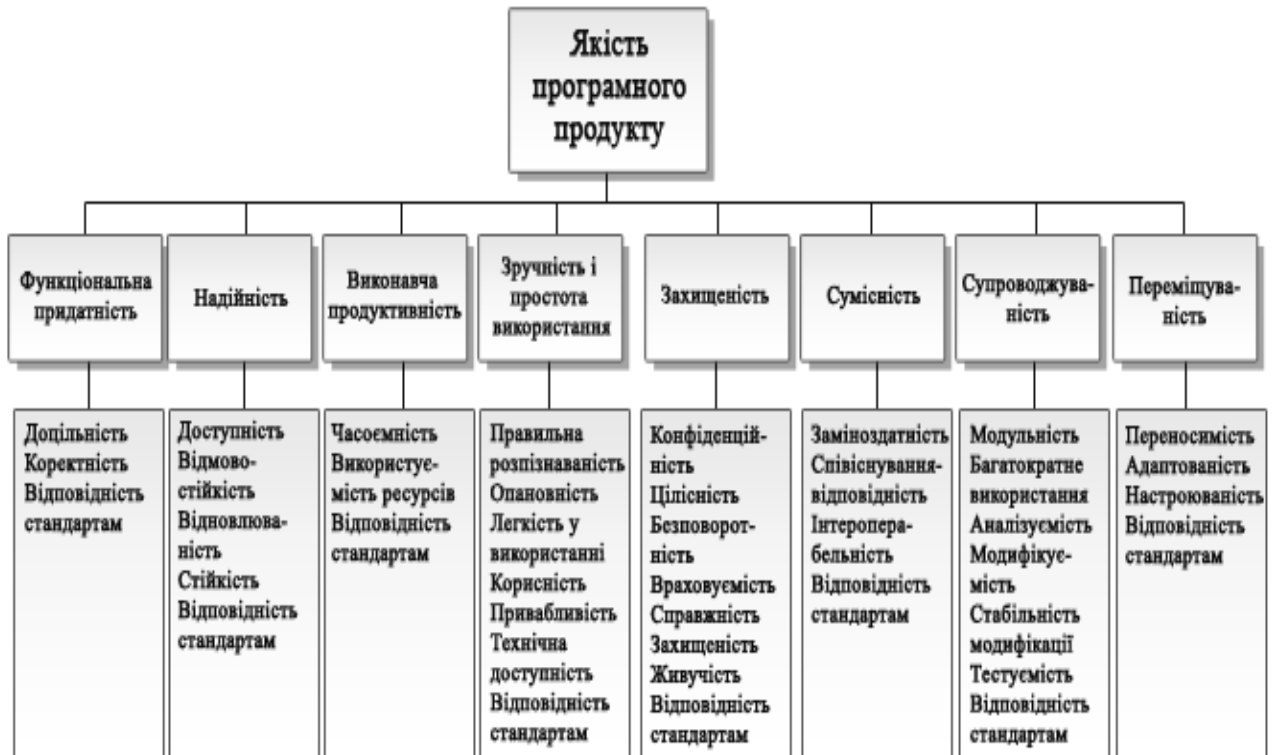 Якість
програмного
продукту
Функціональна
придатність
Надійність
Виконавча
продуктивність
Зручність і
простота
використання
Захищеність
Сумісність
Супроводжува-
ність
Переміщува-
ність
Доцільність
Коректність
Відповідність
стандартам
Доступність
Відмово-
стійкість
Відновлюва-
ність
Стійкість
Відповідність
стандартам
Часоємність
Використує-
мість ресурсів
Відповідність
стандартам
Правильна
розпізнаваність
Опановність
Легкість у
використанні
Корисність
Привабливість
Технічна
доступність
Відповідність
стандартам
Конфіденцій-
ність
Цілісність
Безповорот-
ність
Враховуємість
Справжність
Захищеність
Живучість
Відповідність
стандартам
Заміноздатність
Співіснування-
відповідність
Інтеропера-
бельність
Відповідність
стандартам
Модульність
Багатократне
використання
Аналізуємість
Модифікує-
мість
Стабільність
модифікації
Тестуємість
Відповідність
стандартам
Переносимість
Адаптованість
Настроюваність
Відповідність
стандартам